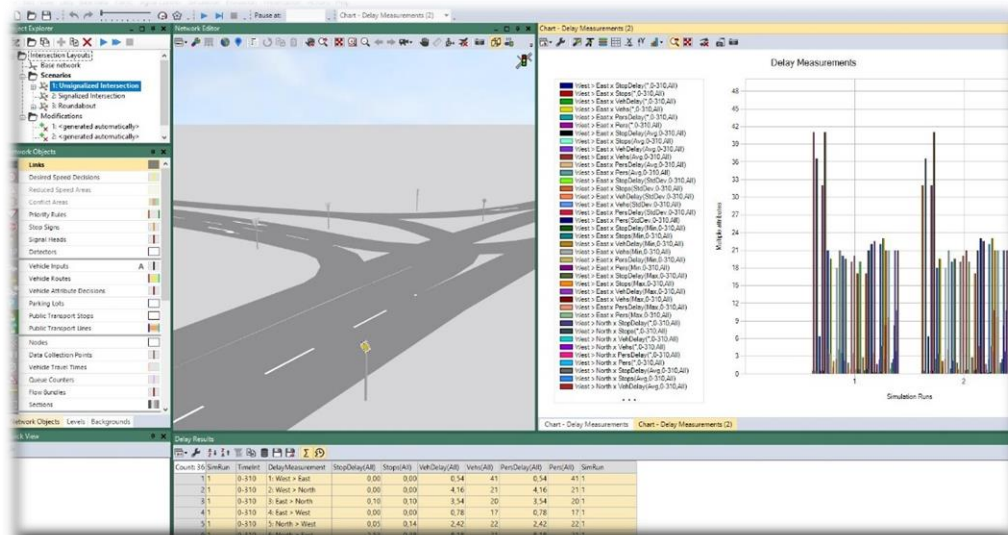 Pause at:
Chart - Delay Measurements (2)
ject Explorer
Network Editor
Chart - Delay Measurements (2)
Intersection Layouts
Base network
Scenarios
1: Unsignalized Intersection
2: Signalized Intersection
3: Roundabout
Modifications
1: <generated automatically>
2: <generated automatically>
Network Objects
Links
Desired Speed Decisions
Reduced Speed Areas
Conflict Areas
Priority Rules
Stop Signs
Signal Heads
Detectors
Vehicle Inputs A
Vehicle Routes
Vehicle Attribute Decisions
Parking Lots
Public Transport Stops
Public Transport Lines
Nodes
Data Collection Points
Vehicle Travel Times
Queue Counters
Flow Bundles
Sections
Network Objects Levels Backgrounds
ick View
Delay Measurements
West > East x StopDelay(*,0-310,All)
West > East x Stops(*,0-310,All)
West > East x VehDelay(*,0-310,All)
West > East x Vehs(*,0-310,All)
West > East x PersDelay(*,0-310,All)
West > East x Pers(*,0-310,All)
West > East x StopDelay(Avg,0-310,All)
West > East x Stops(Avg,0-310,All)
West > East x VehDelay(Avg,0-310,All)
West > East x Vehs(Avg,0-310,All)
West > East x PersDelay(Avg,0-310,All)
West > East x Pers(Avg,0-310,All)
West > East x StopDelay(StdDev,0-310,All)
West > East x Stops(StdDev,0-310,All)
West > East x VehDelay(StdDev,0-310,All)
West > East x Vehs(StdDev,0-310,All)
West > East x PersDelay(StdDev,0-310,All)
West > East x Pers(StdDev,0-310,All)
West > East x StopDelay(Min,0-310,All)
West > East x Stops(Min,0-310,All)
West > East x VehDelay(Min,0-310,All)
West > East x Vehs(Min,0-310,All)
West > East x PersDelay(Min,0-310,All)
West > East x Pers(Min,0-310,All)
West > East x StopDelay(Max,0-310,All)
West > East x Stops(Max,0-310,All)
West > East x VehDelay(Max,0-310,All)
West > East x Vehs(Max,0-310,All)
West > East x PersDelay(Max,0-310,All)
West > East x Pers(Max,0-310,All)
West > North x StopDelay(*,0-310,All)
West > North x Stops(*,0-310,All)
West > North x VehDelay(*,0-310,All)
West > North x Vehs(*,0-310,All)
West > North x PersDelay(*,0-310,All)
West > North x Pers(*,0-310,All)
West > North x StopDelay(Avg,0-310,All)
West > North x Stops(Avg,0-310,All)
West > North x VehDelay(Avg,0-310,All)
...
Multiple attributes
48
45
42
39
36
33
30
27
24
21
18
15
12
9
6
3
0
1 2
Simulation Runs
Chart - Delay Measurements Chart - Delay Measurements (2)
Delay Results
Count: 36 SimRun TimeInt DelayMeasurement StopDelay(All) Stops(All) VehDelay(All) Vehs(All) PersDelay(All) Pers(All) SimRun
1 1 0-310 1: West > East 0,00 0,00 0,54 41 0,54 41 1
2 1 0-310 2: West > North 0,00 0,00 4,16 21 4,16 21 1
3 1 0-310 3: East > North 0,10 0,10 3,54 20 3,54 20 1
4 1 0-310 4: East > West 0,00 0,00 0,78 17 0,78 17 1
5 1 0-310 5: North > West 0,05 0,14 2,42 22 2,42 22 1